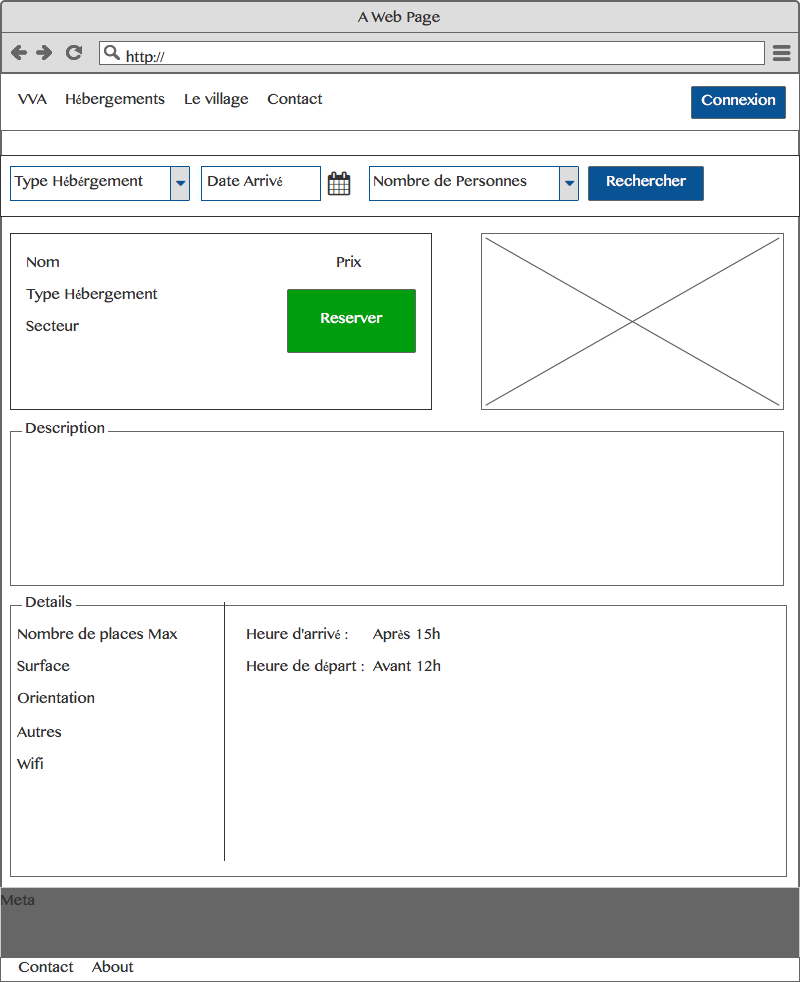 A Web Page
http://
VVA Hébergements Le village Contact Connexion
Type Hébérgement Date Arrivé Nombre de Personnes Rechercher
Nom Prix
Type Hébergement
Reserver
Secteur
Description
Details
Nombre de places Max Heure d'arrivé : Après 15h
Surface Heure de départ : Avant 12h
Orientation
Autres
Wifi
Meta
Contact About